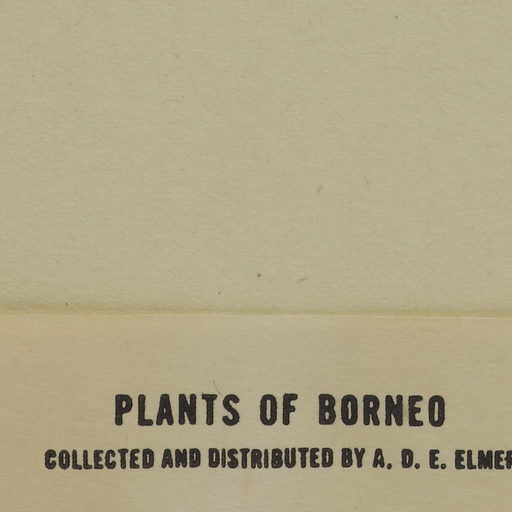 PLANTS OF BORNEO
COLLECTED AND DISTRIBUTED BY A. D. E. ELMER